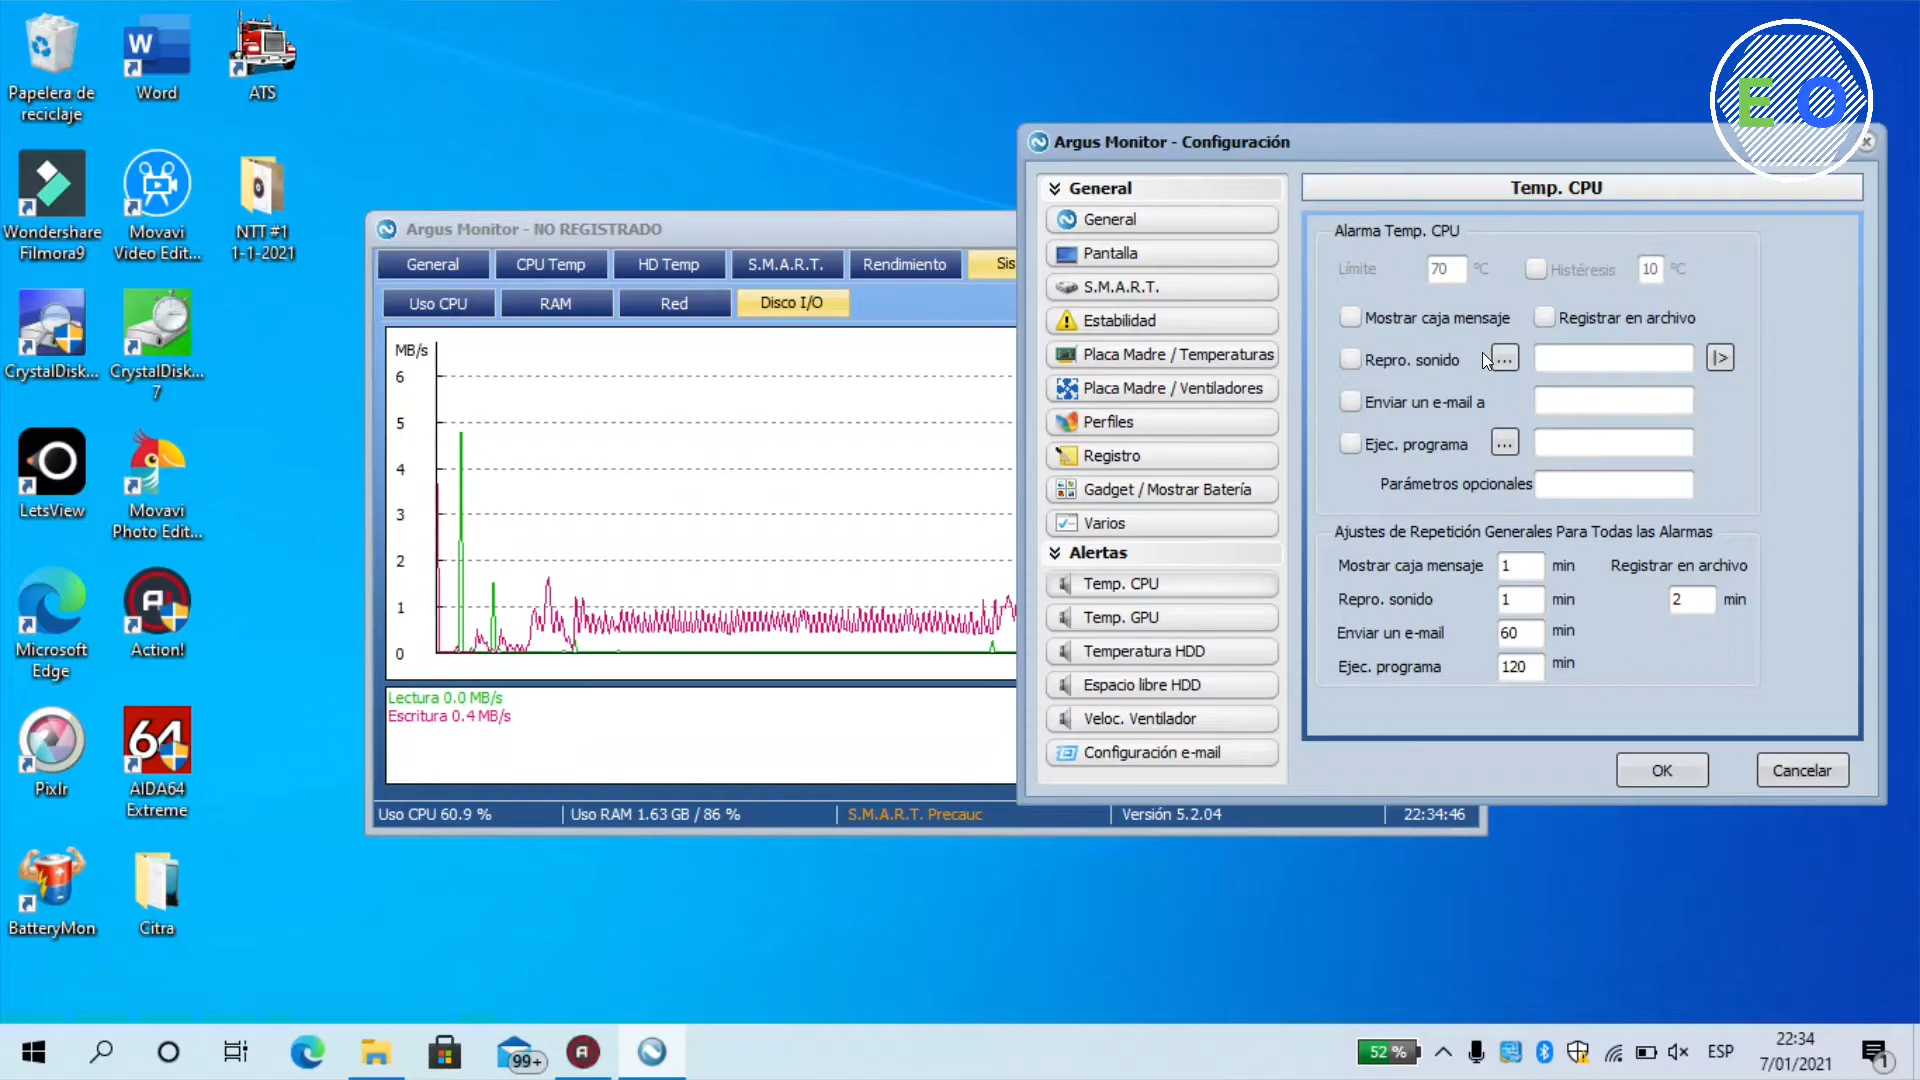 Papelera de
reciclaje
Word
ATS
Wondershare
Filmora9
Movavi
Video Edit...
NTT #1
1-1-2021
CrystalDisk...
CrystalDisk...
7
LetsView
Movavi
Photo Edit...
Microsoft
Edge
Action!
Pixlr
AIDA64
Extreme
BatteryMon
Citra
W
64
EO
Argus Monitor - NO REGISTRADO
General
CPU Temp
HD Temp
S.M.A.R.T.
Rendimiento
Sis
Uso CPU
RAM
Red
Disco I/O
MB/s
6
5
4
3
2
1
0
Lectura 0.0 MB/s
Escritura 0.4 MB/s
Uso CPU 60.9 %
Uso RAM 1.63 GB / 86 %
S.M.A.R.T. Precauc
Versión 5.2.04
22:34:46
Argus Monitor - Configuración
General
General
Pantalla
S.M.A.R.T.
Estabilidad
Placa Madre / Temperaturas
Placa Madre / Ventiladores
Perfiles
Registro
Gadget / Mostrar Batería
Varios
Alertas
Temp. CPU
Temp. GPU
Temperatura HDD
Espacio libre HDD
Veloc. Ventilador
Configuración e-mail
Temp. CPU
Alarma Temp. CPU
Límite 70 ºC Histéresis 10 ºC
Mostrar caja mensaje Registrar en archivo
Repro. sonido ... |>
Enviar un e-mail a
Ejec. programa ...
Parámetros opcionales
Ajustes de Repetición Generales Para Todas las Alarmas
Mostrar caja mensaje 1 min Registrar en archivo
Repro. sonido 1 min 2 min
Enviar un e-mail 60 min
Ejec. programa 120 min
OK
Cancelar
99+
52 %
ESP
22:34
7/01/2021
1